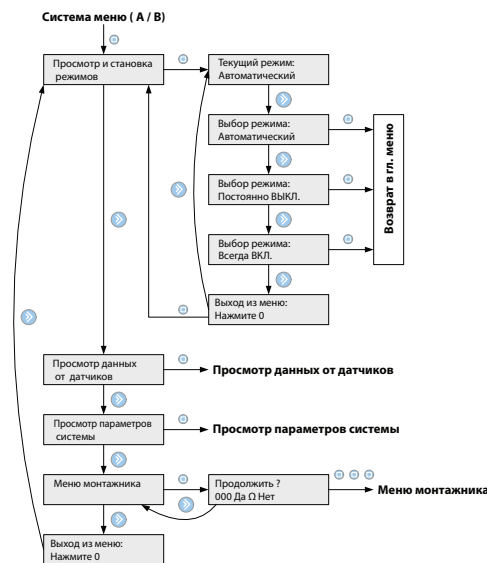 Система меню ( А / В)
Просмотр и становка
режимов
Текущий режим:
Автоматический
Выбор режима:
Автоматический
Выбор режима:
Постоянно ВЫКЛ.
Выбор режима:
Всегда ВКЛ.
Выход из меню:
Нажмите 0
Возврат в гл. меню
Просмотр данных
от датчиков
Просмотр данных от датчиков
Просмотр параметров
системы
Просмотр параметров системы
Меню монтажника
Продолжить ?
000 Да Ω Нет
Меню монтажника
Выход из меню:
Нажмите 0